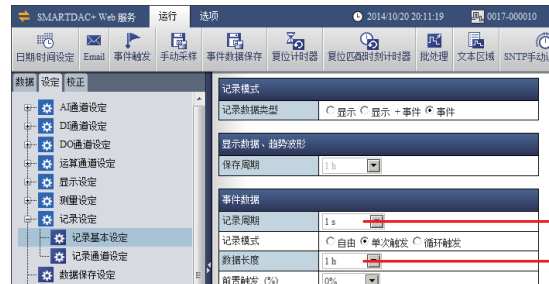 SMARTDAC+ Web 服务 运行 选项 2014/10/20 20:11:19 0017-000010
日期/时间设定 Email 事件触发 手动采样 事件数据保存 复位计时器 复位匹配时刻计时器 批处理 文本区域 SNTP手动
数据 设定 校正
AI通道设定
DI通道设定
DO通道设定
运算通道设定
显示设定
测量设定
记录设定
记录基本设定
记录通道设定
数据保存设定
记录模式
记录数据类型 显示 显示 + 事件 事件
显示数据、趋势波形
保存周期 1 h
事件数据
记录周期 1 s
记录模式 自由 单次触发 循环触发
数据长度 1 h
前置触发 (%) 0%